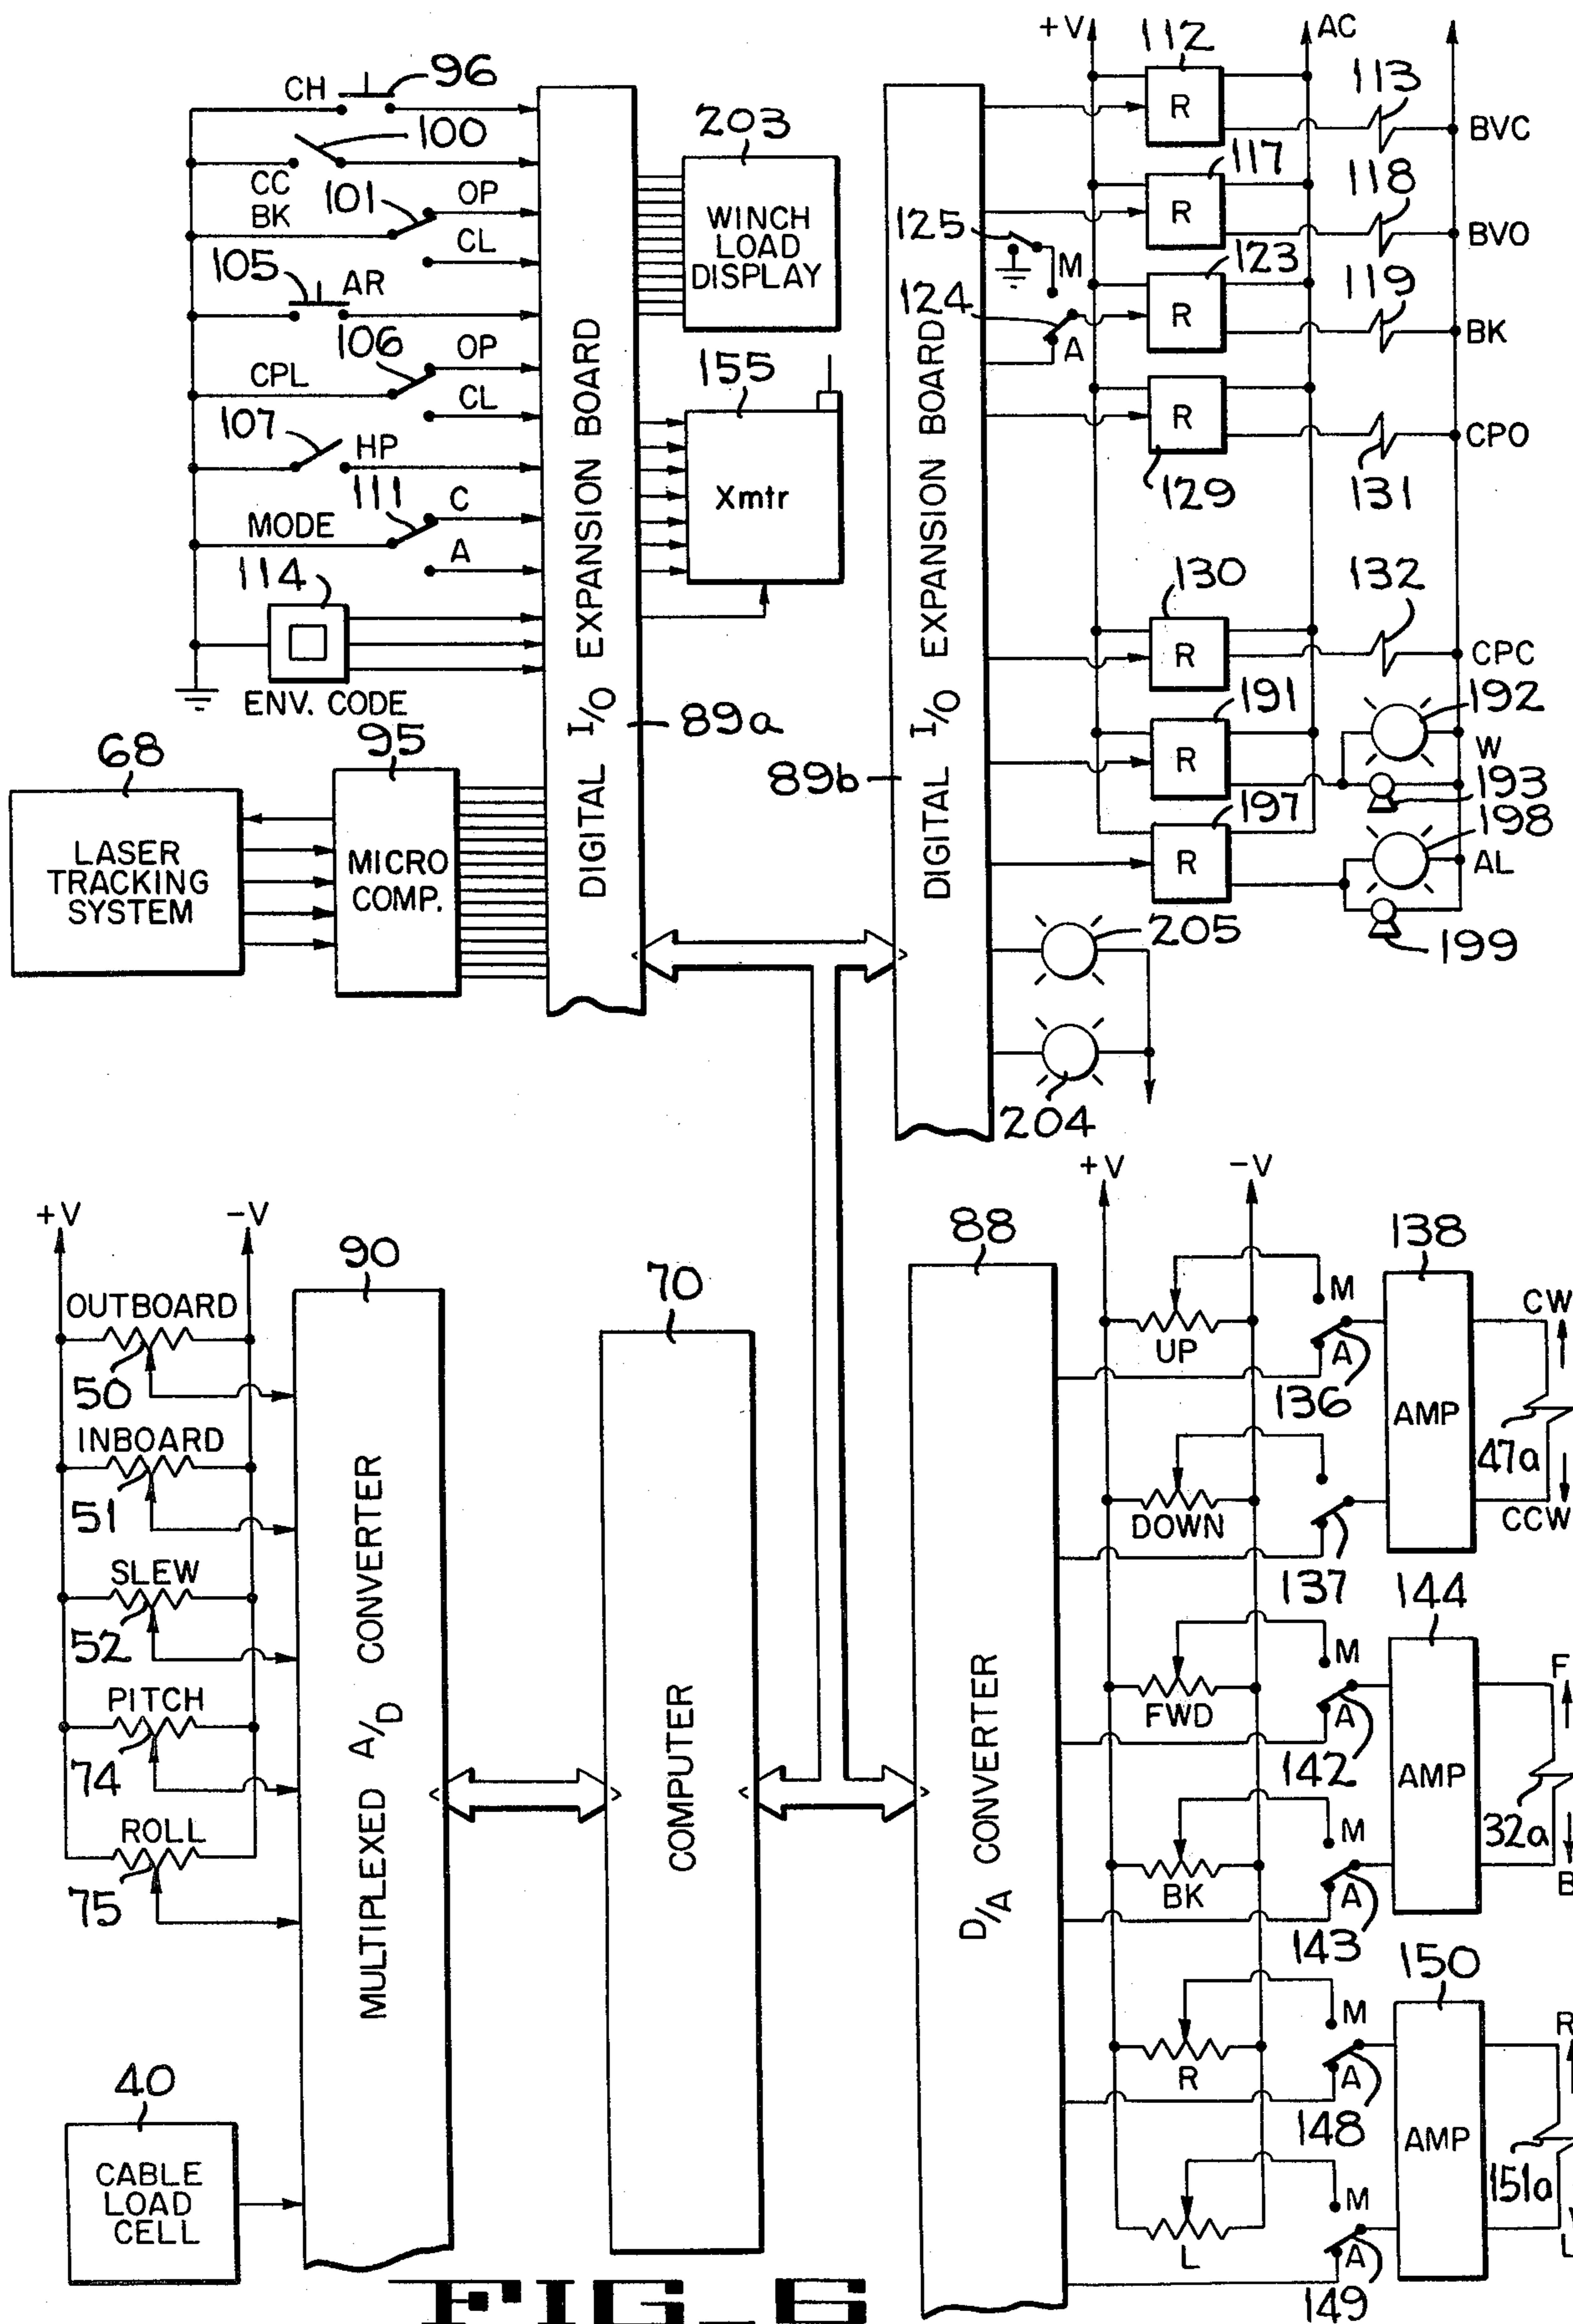 CH
96
100
CC
BK
101
OP
CL
105
AR
106
OP
CPL
CL
107
HP
111
C
MODE
A
114
ENV. CODE
DIGITAL I/O EXPANSION BOARD
89a
203
WINCH
LOAD
DISPLAY
155
Xmtr
68
LASER
TRACKING
SYSTEM
95
MICRO
COMP.
DIGITAL I/O EXPANSION BOARD
89b
+V
112
AC
R
113
BVC
117
R
118
BVO
125
M
123
R
119
BK
124
A
R
CPO
129
131
130
R
132
CPC
191
R
192
W
193
197
R
198
AL
199
205
204
+V
-V
OUTBOARD
50
INBOARD
51
SLEW
52
PITCH
74
ROLL
75
40
CABLE
LOAD
CELL
90
MULTIPLEXED A/D CONVERTER
70
COMPUTER
88
D/A CONVERTER
+V
-V
M
UP
A
136
138
AMP
CW
47a
CCW
DOWN
137
144
M
FWD
A
142
AMP
F
32a
B
M
BK
A
143
150
M
R
A
148
AMP
R
151a
L
M
L
A
149
FIG_6